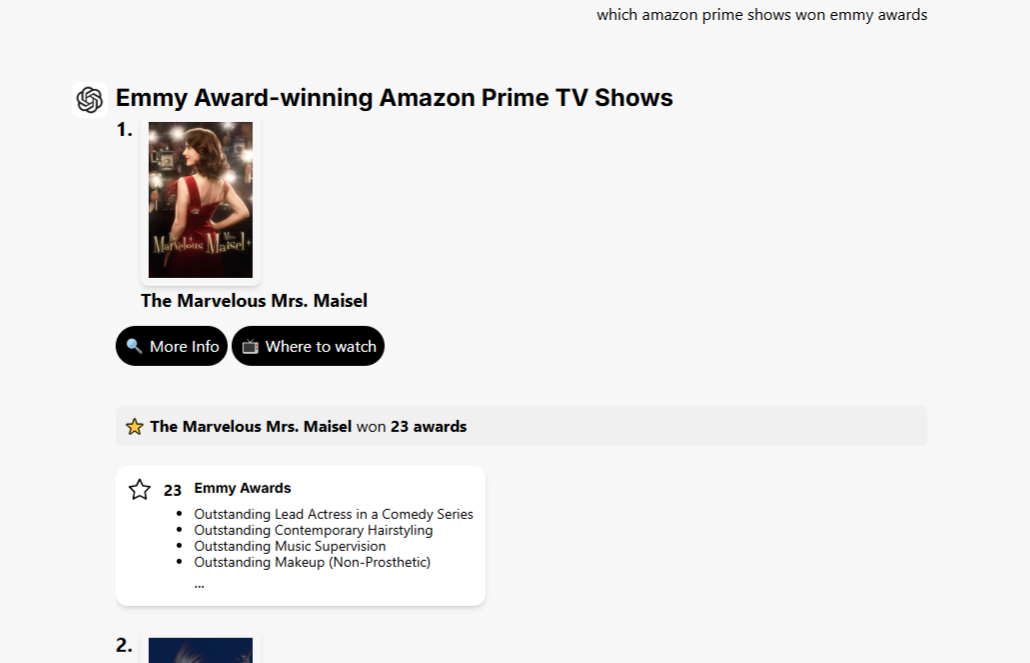 which amazon prime shows won emmy awards
Emmy Award-winning Amazon Prime TV Shows
1.
The Marvelous Mrs. Maisel
The Marvelous Mrs. Maisel
More Info
Where to watch
The Marvelous Mrs. Maisel won 23 awards
23 Emmy Awards
• Outstanding Lead Actress in a Comedy Series
• Outstanding Contemporary Hairstyling
• Outstanding Music Supervision
• Outstanding Makeup (Non-Prosthetic)
...
2.